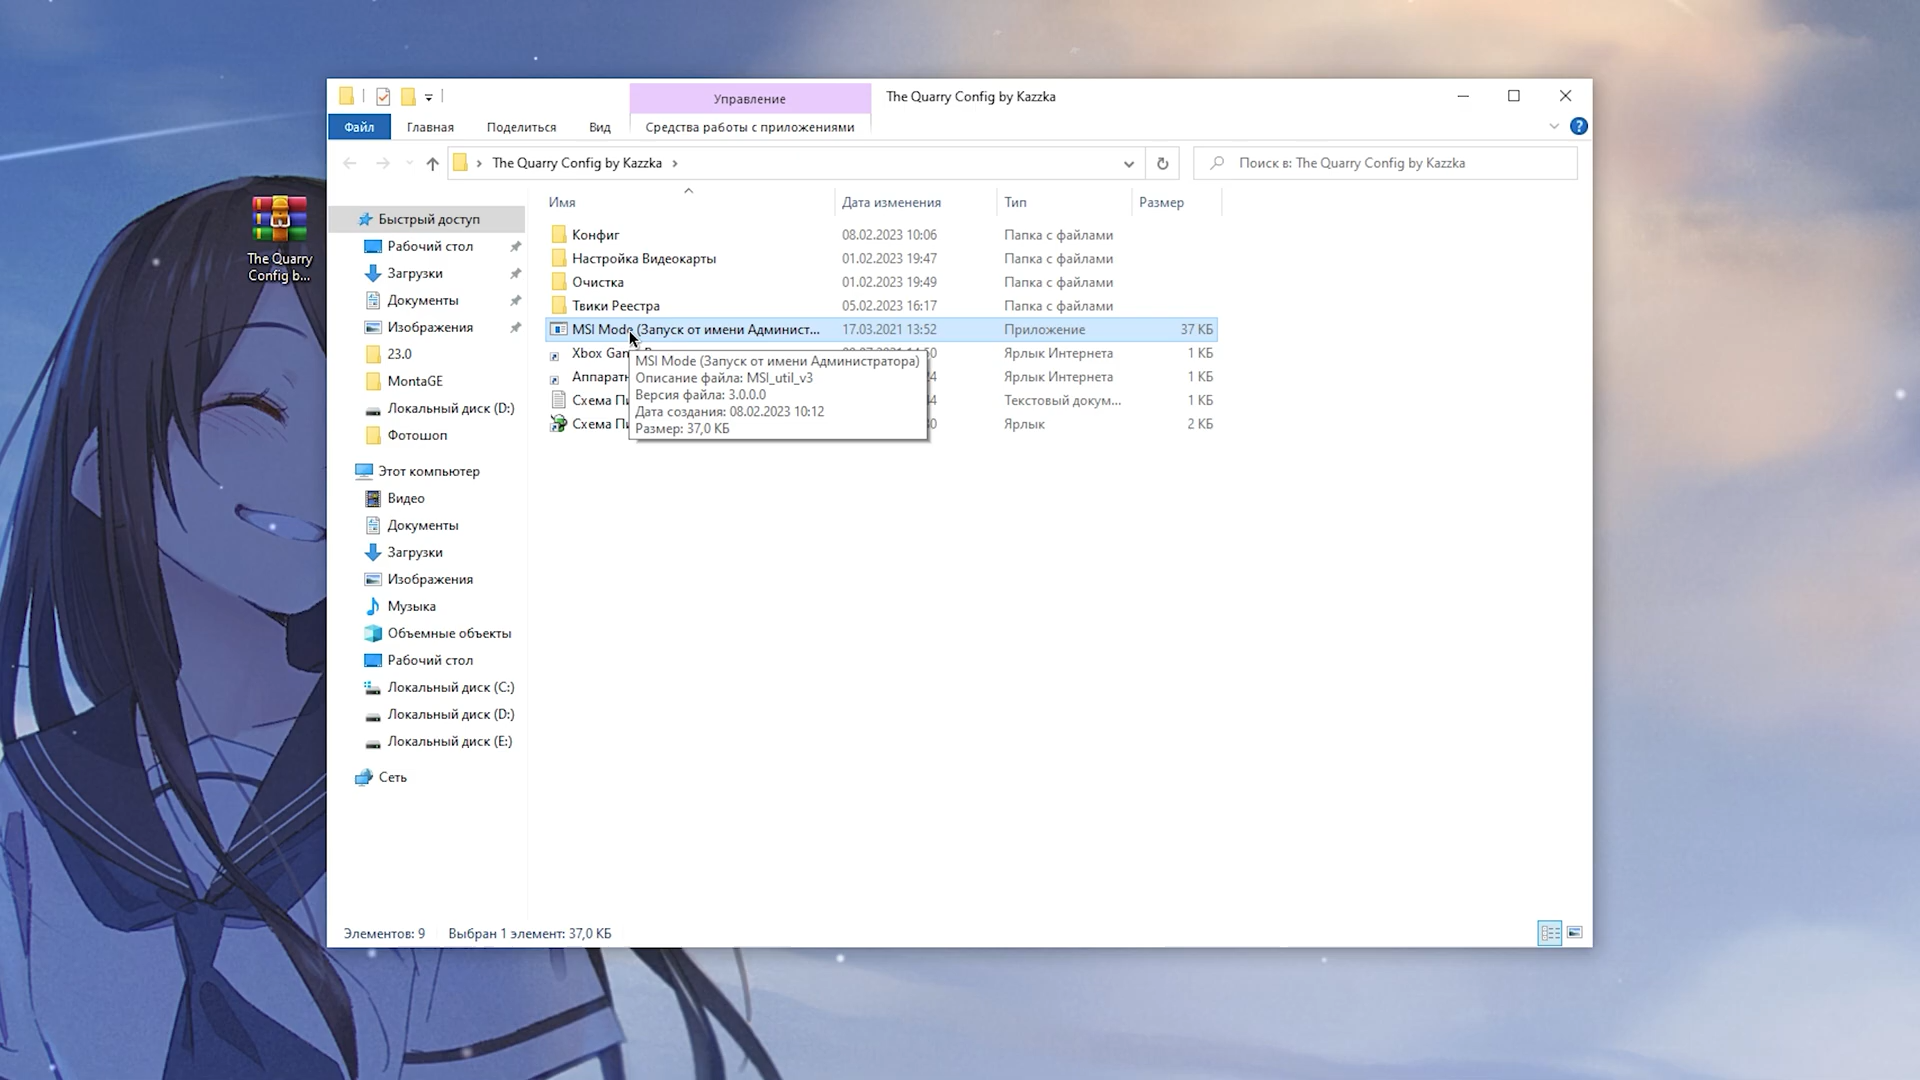 The Quarry
Config b...
Управление
The Quarry Config by Kazzka
Файл
Главная
Поделиться
Вид
Средства работы с приложениями
The Quarry Config by Kazzka
Поиск в: The Quarry Config by Kazzka
Быстрый доступ
Рабочий стол
Загрузки
Документы
Изображения
23.0
MontaGE
Локальный диск (D:)
Фотошоп
Этот компьютер
Видео
Документы
Загрузки
Изображения
Музыка
Объемные объекты
Рабочий стол
Локальный диск (C:)
Локальный диск (D:)
Локальный диск (E:)
Сеть
Имя Дата изменения Тип Размер
Конфиг 08.02.2023 10:06 Папка с файлами
Настройка Видеокарты 01.02.2023 19:47 Папка с файлами
Очистка 01.02.2023 19:49 Папка с файлами
Твики Реестра 05.02.2023 16:17 Папка с файлами
MSI Mode (Запуск от имени Админист... 17.03.2021 13:52 Приложение 37 КБ
Xbox Ярлык Интернета 1 КБ
Ярлык Интернета 1 КБ
Схема Текстовый докум... 1 КБ
Схема Ярлык 2 КБ
MSI Mode (Запуск от имени Администратора)
Описание файла: MSI_util_v3
Версия файла: 3.0.0.0
Дата создания: 08.02.2023 10:12
Размер: 37,0 КБ
Элементов: 9 Выбран 1 элемент: 37,0 КБ